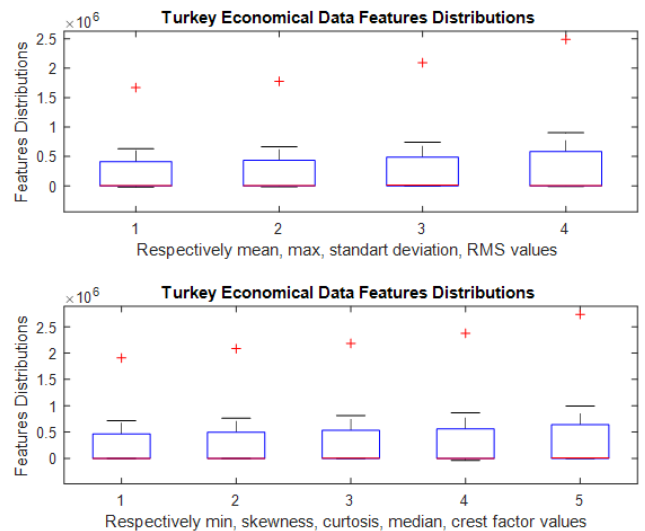 Turkey Economical Data Features Distributions
×10^6
2.5
2
1.5
1
0.5
0
Features Distributions
1 2 3 4
Respectively mean, max, standart deviation, RMS values
Turkey Economical Data Features Distributions
×10^6
2.5
2
1.5
1
0.5
0
Features Distributions
1 2 3 4 5
Respectively min, skewness, curtosis, median, crest factor values